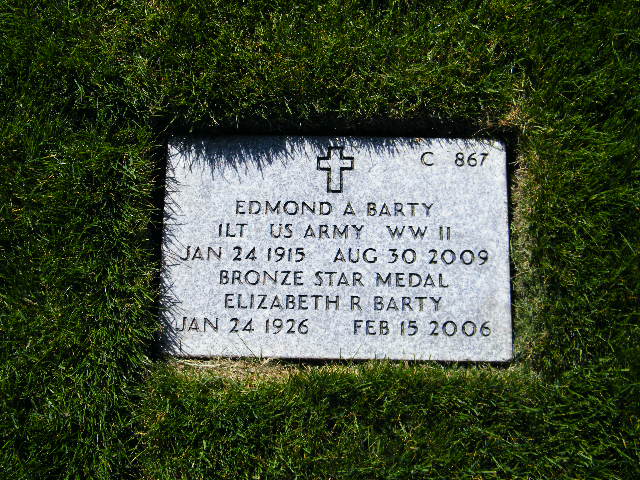 C 867
EDMOND A BARTY
1LT US ARMY WW II
JAN 24 1915 AUG 30 2009
BRONZE STAR MEDAL
ELIZABETH R BARTY
JAN 24 1926 FEB 15 2006